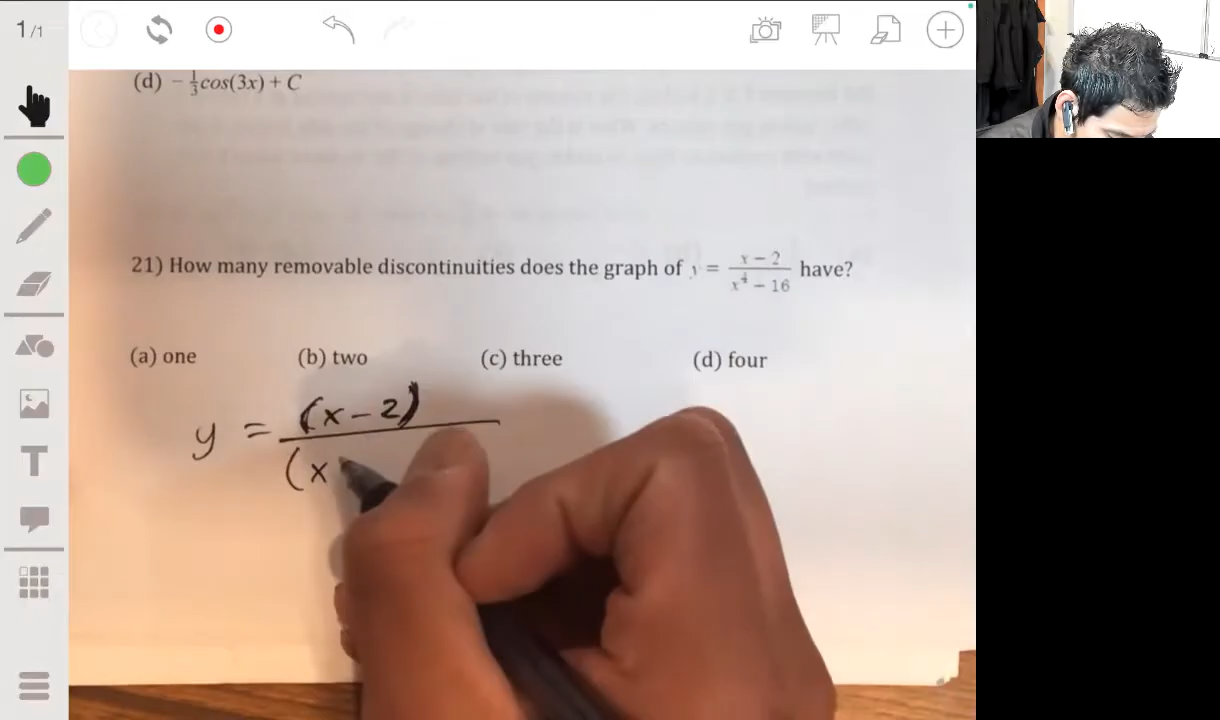 1/1
(d) − 1/3 cos(3x) + C
21) How many removable discontinuities does the graph of y = (x − 2)/(x⁴ − 16) have?
(a) one (b) two (c) three (d) four
y = (x − 2)
(x
T